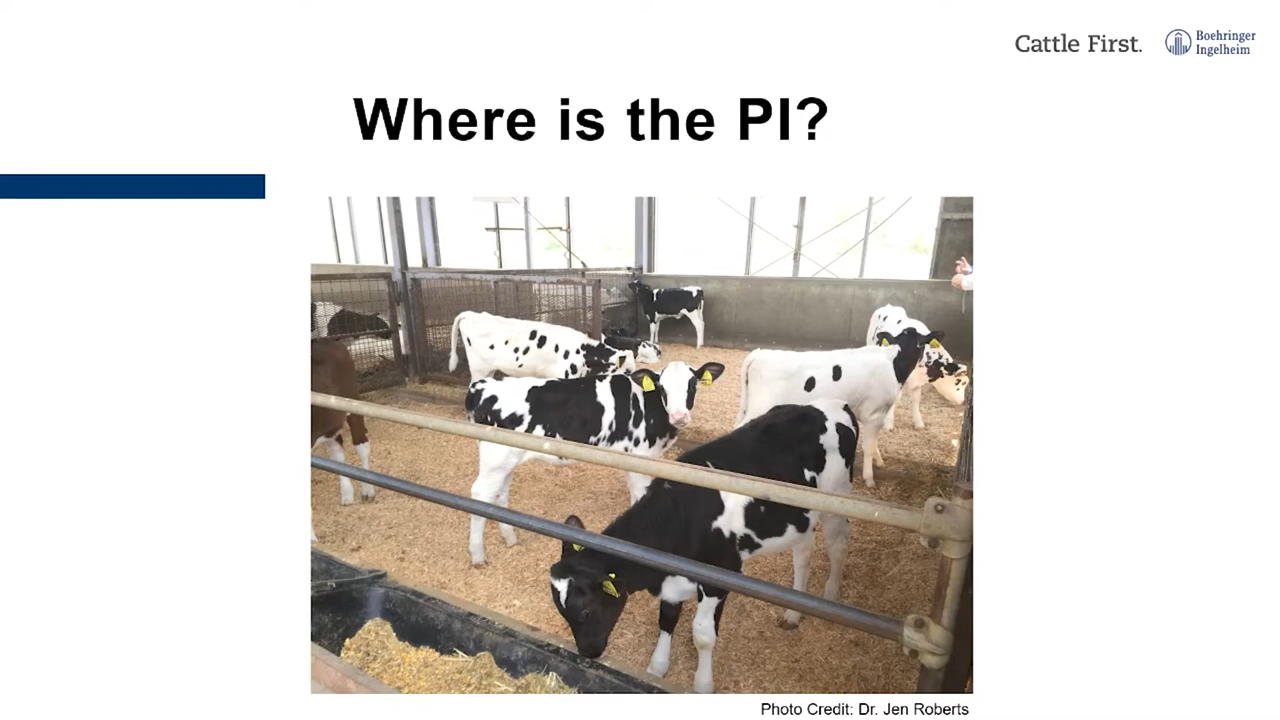 Cattle First.
Boehringer
Ingelheim
Where is the PI?
Photo Credit: Dr. Jen Roberts